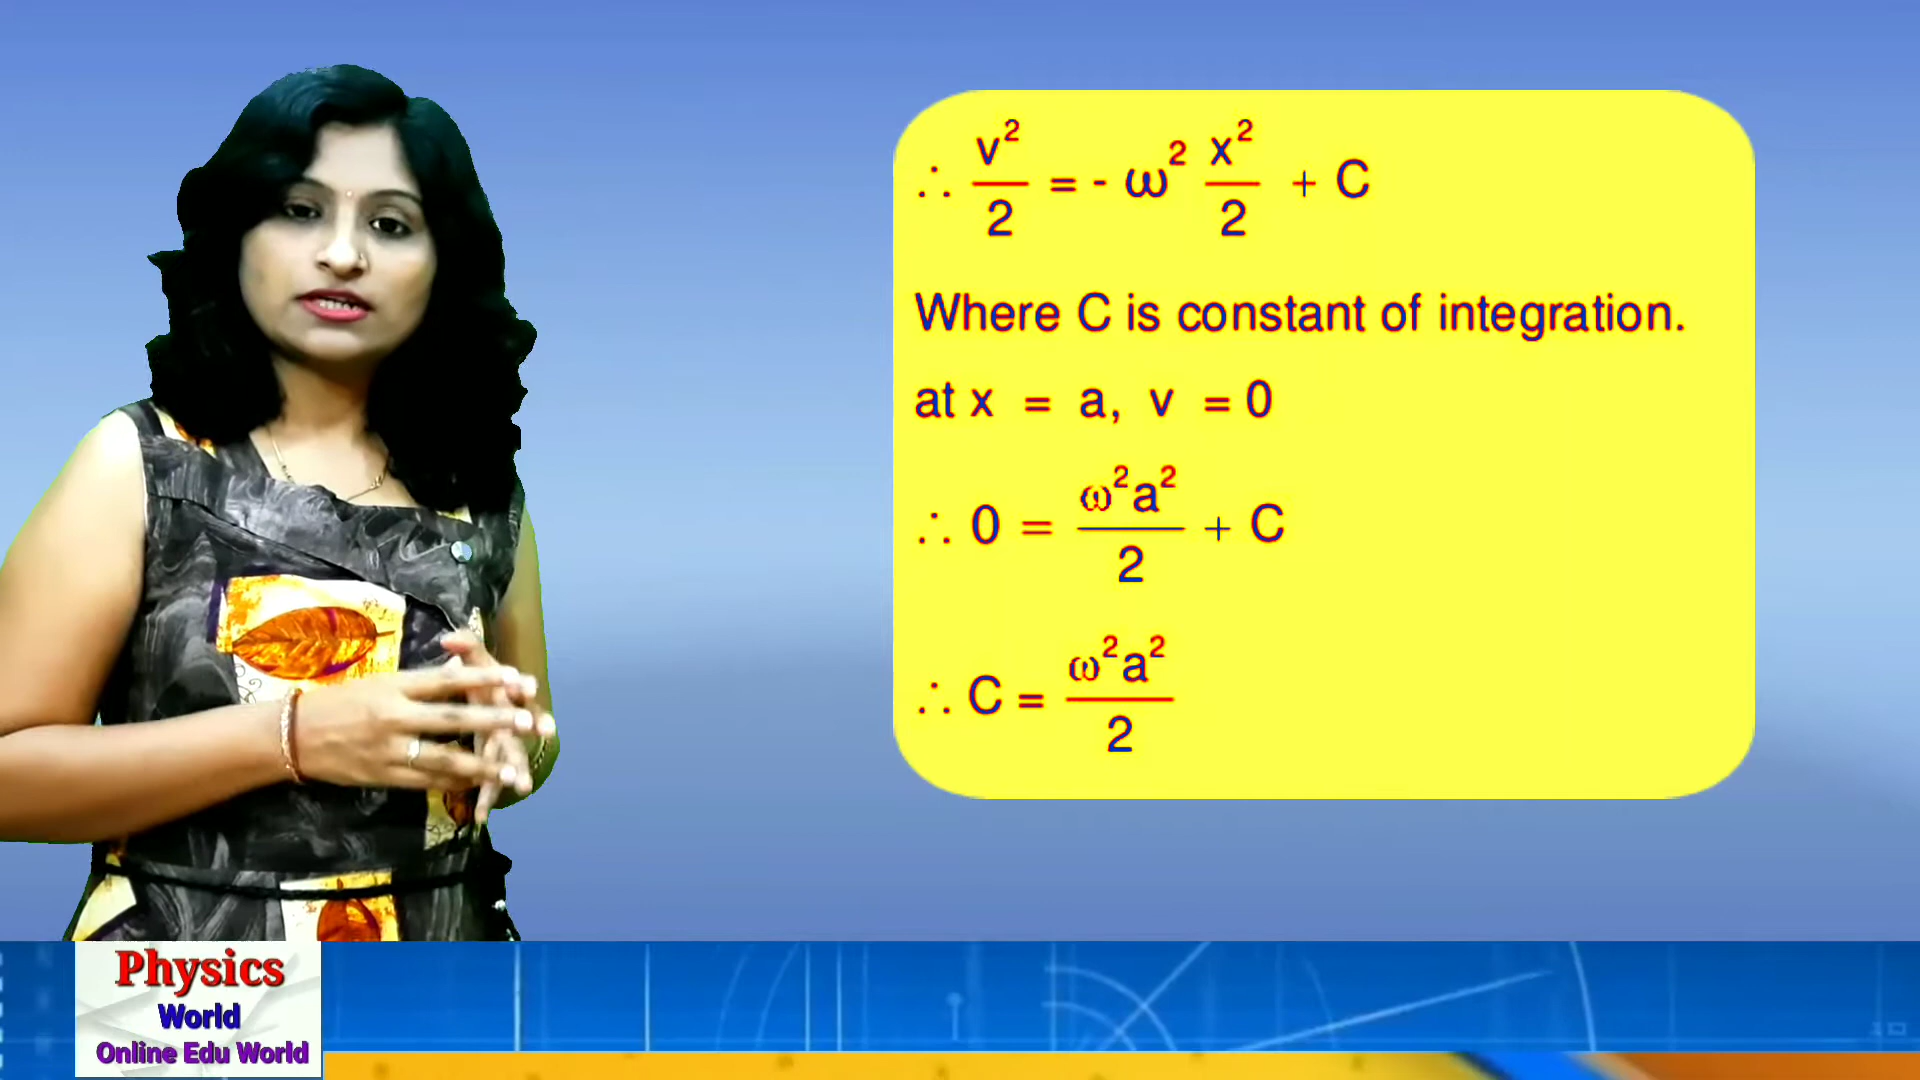 ∴ v²/2 = - ω² x²/2 + C
Where C is constant of integration.
at x = a, v = 0
∴ 0 = ω²a²/2 + C
∴ C = ω²a²/2
Physics
World
Online Edu World